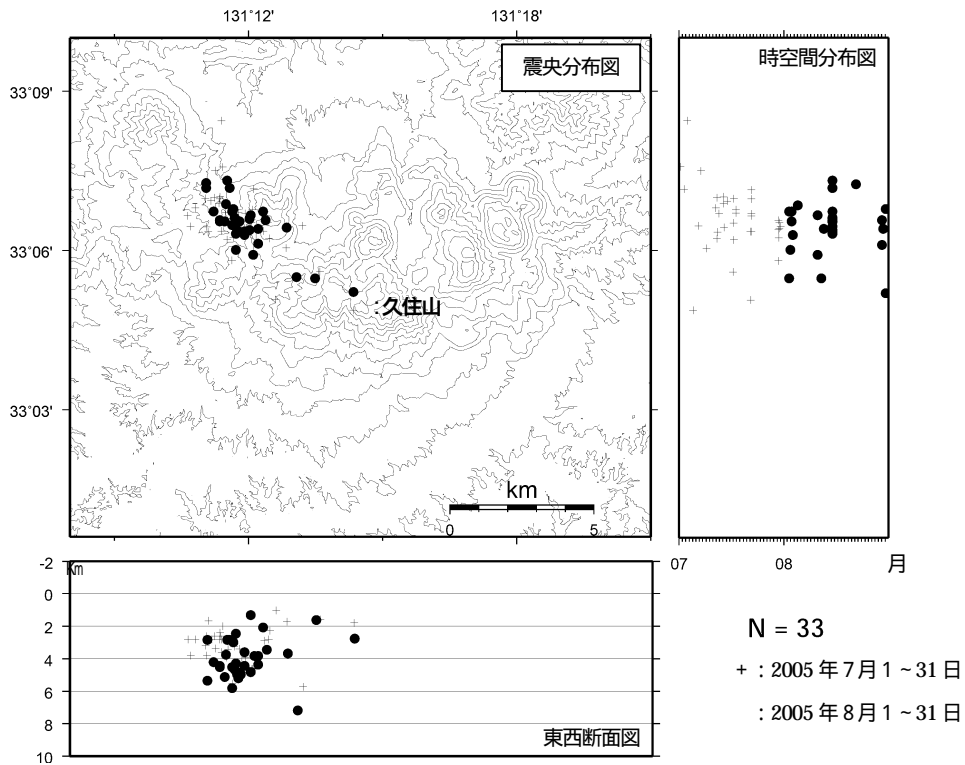 131°12'
131°18'
震央分布図
時空間分布図
33°09'
33°06'
33°03'
:久住山
km
0
5
07
08
月
-2
0
2
4
6
8
10
Km
東西断面図
N = 33
+ : 2005 年 7 月 1 ~ 31 日
: 2005 年 8 月 1 ~ 31 日